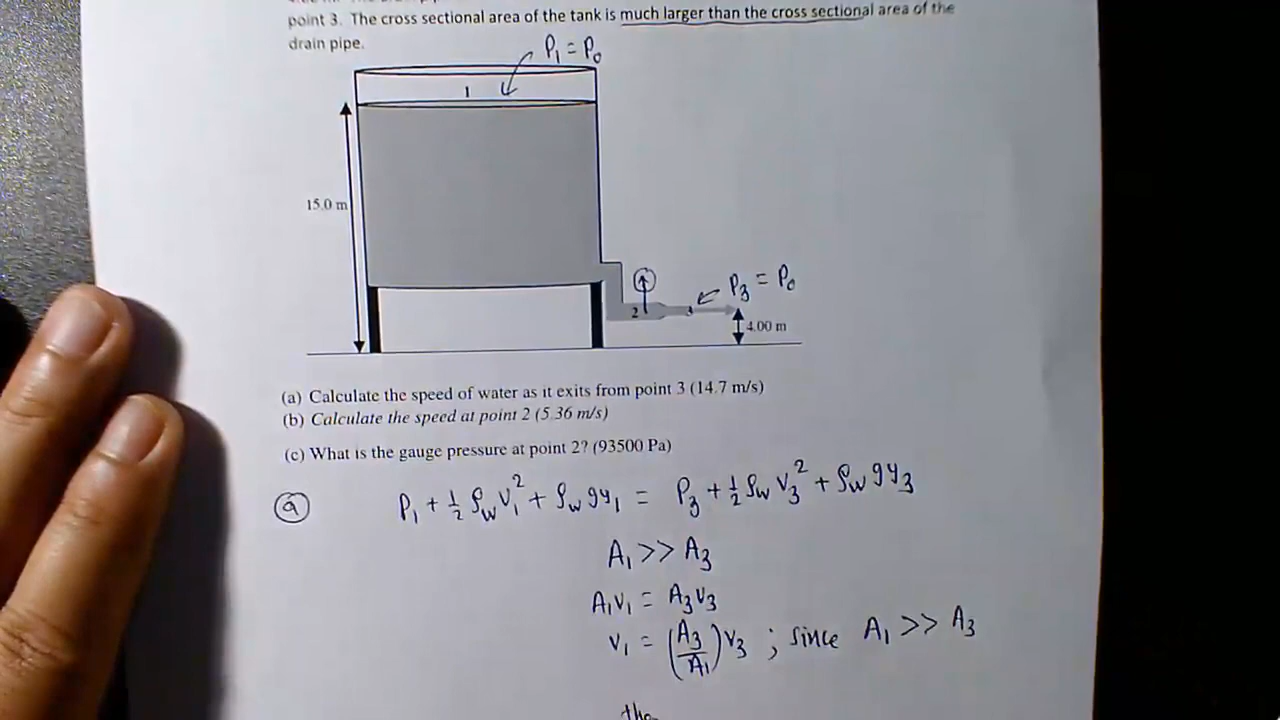 point 3. The cross sectional area of the tank is much larger than the cross sectional area of the
drain pipe.
P₁ = P₀
1
15.0 m
P₃ = P₀
2
3
4.00 m
(a) Calculate the speed of water as it exits from point 3 (14.7 m/s)
(b) Calculate the speed at point 2 (5.36 m/s)
(c) What is the gauge pressure at point 2? (93500 Pa)
(a) P₁ + ½ ρ_w v₁² + ρ_w g y₁ = P₃ + ½ ρ_w v₃² + ρ_w g y₃
A₁ >> A₃
A₁v₁ = A₃v₃
v₁ = (A₃/A₁) v₃ ; since A₁ >> A₃